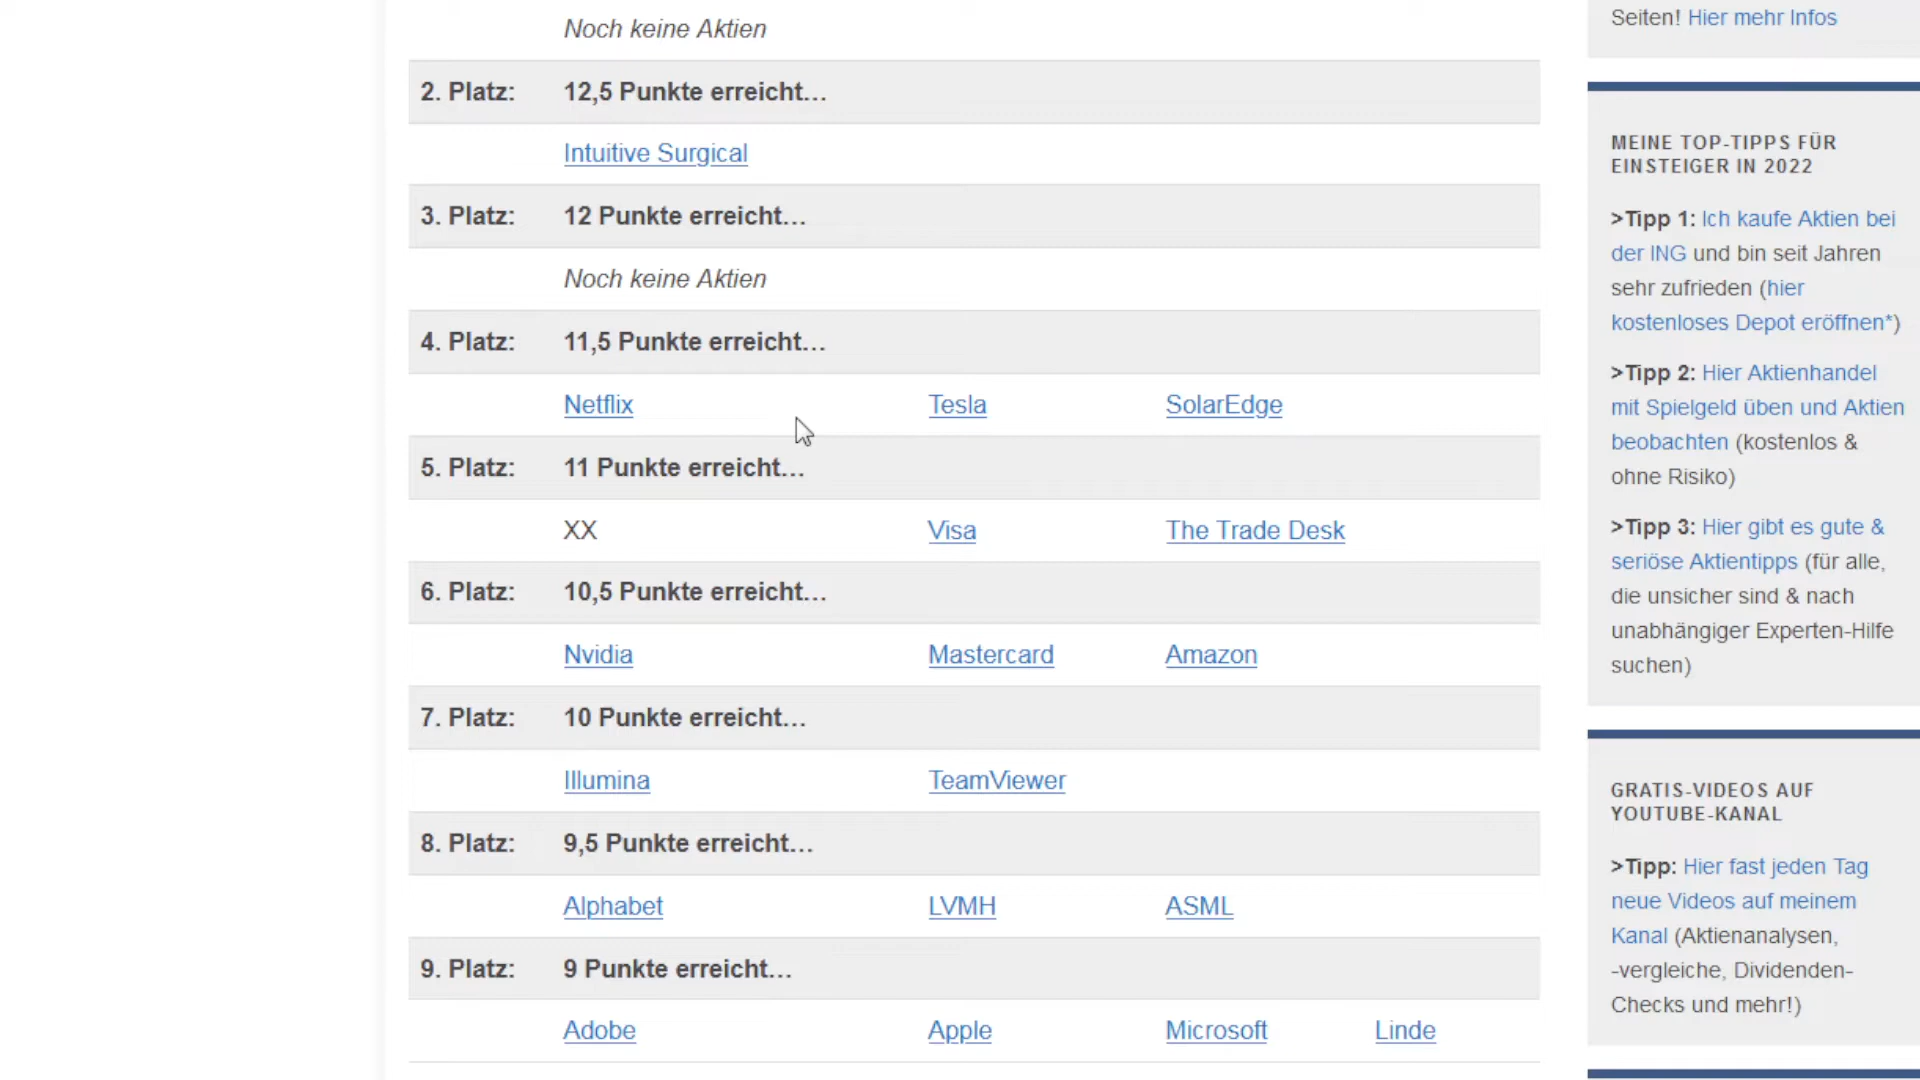 Noch keine Aktien
2. Platz: 12,5 Punkte erreicht…
Intuitive Surgical
3. Platz: 12 Punkte erreicht…
Noch keine Aktien
4. Platz: 11,5 Punkte erreicht…
Netflix Tesla SolarEdge
5. Platz: 11 Punkte erreicht…
XX Visa The Trade Desk
6. Platz: 10,5 Punkte erreicht…
Nvidia Mastercard Amazon
7. Platz: 10 Punkte erreicht…
Illumina TeamViewer
8. Platz: 9,5 Punkte erreicht…
Alphabet LVMH ASML
9. Platz: 9 Punkte erreicht…
Adobe Apple Microsoft Linde
Seiten! Hier mehr Infos
MEINE TOP-TIPPS FÜR
EINSTEIGER IN 2022
>Tipp 1: Ich kaufe Aktien bei
der ING und bin seit Jahren
sehr zufrieden (hier
kostenloses Depot eröffnen*)
>Tipp 2: Hier Aktienhandel
mit Spielgeld üben und Aktien
beobachten (kostenlos &
ohne Risiko)
>Tipp 3: Hier gibt es gute &
seriöse Aktientipps (für alle,
die unsicher sind & nach
unabhängiger Experten-Hilfe
suchen)
GRATIS-VIDEOS AUF
YOUTUBE-KANAL
>Tipp: Hier fast jeden Tag
neue Videos auf meinem
Kanal (Aktienanalysen,
-vergleiche, Dividenden-
Checks und mehr!)